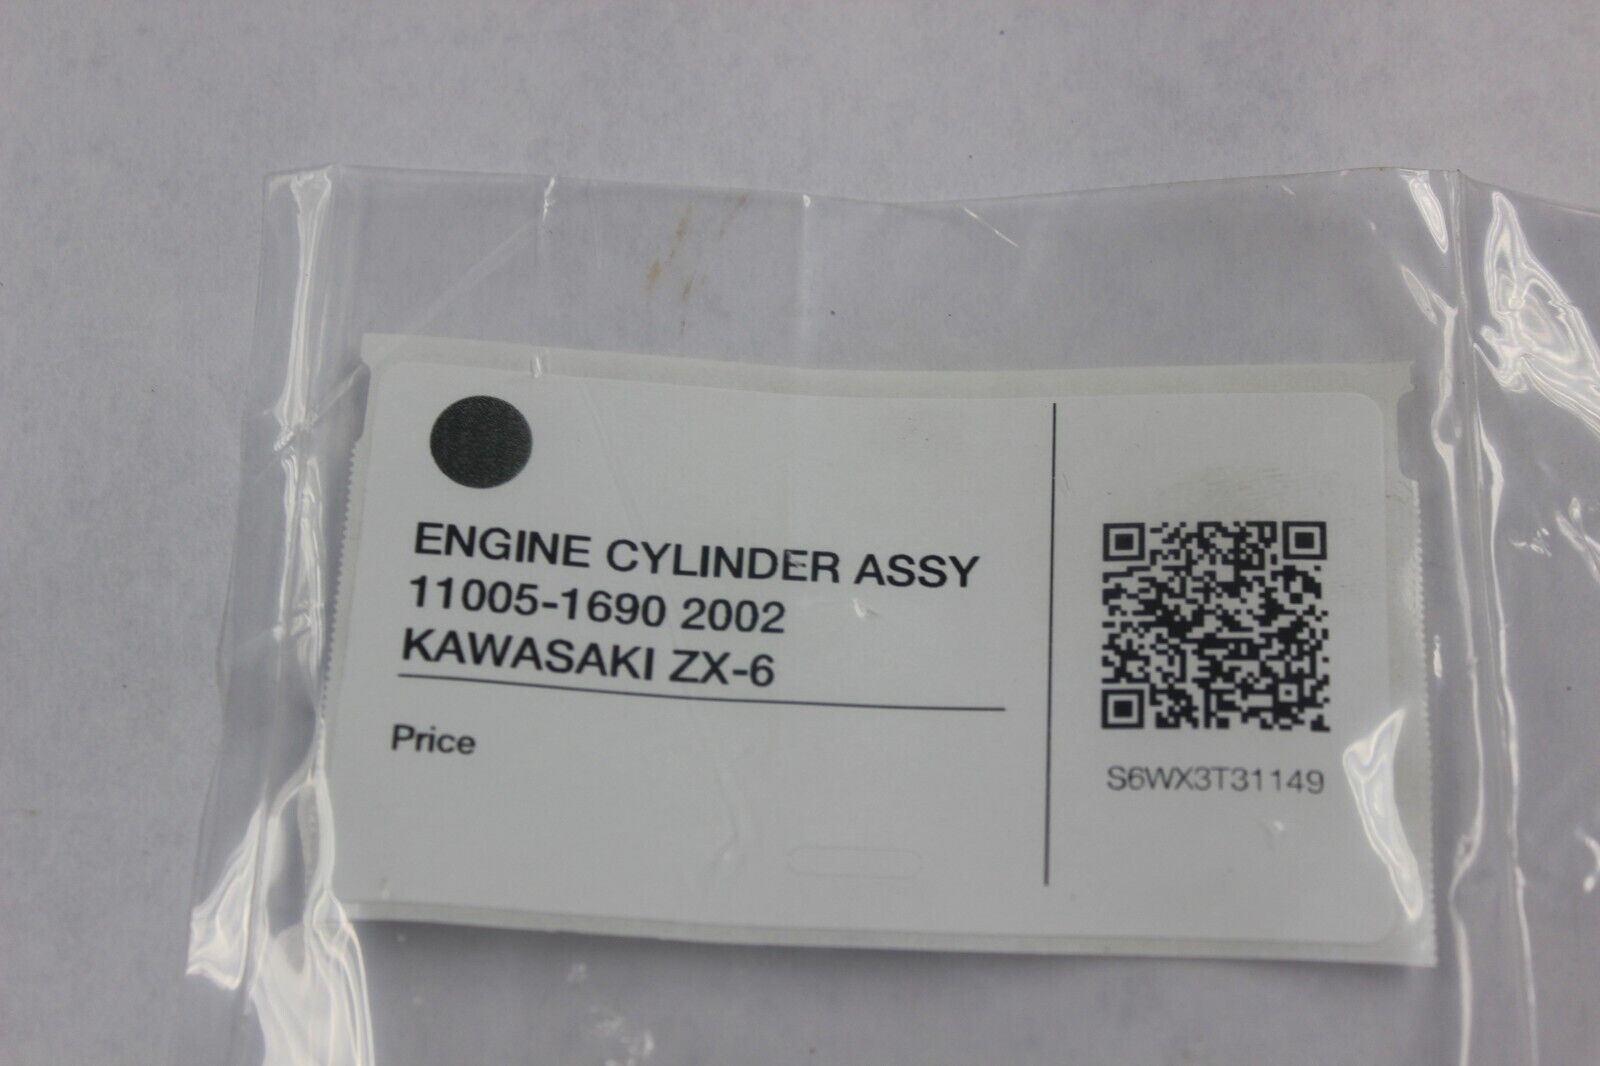 ENGINE CYLINDER ASSY
11005-1690 2002
KAWASAKI ZX-6
Price
S6WX3T31149